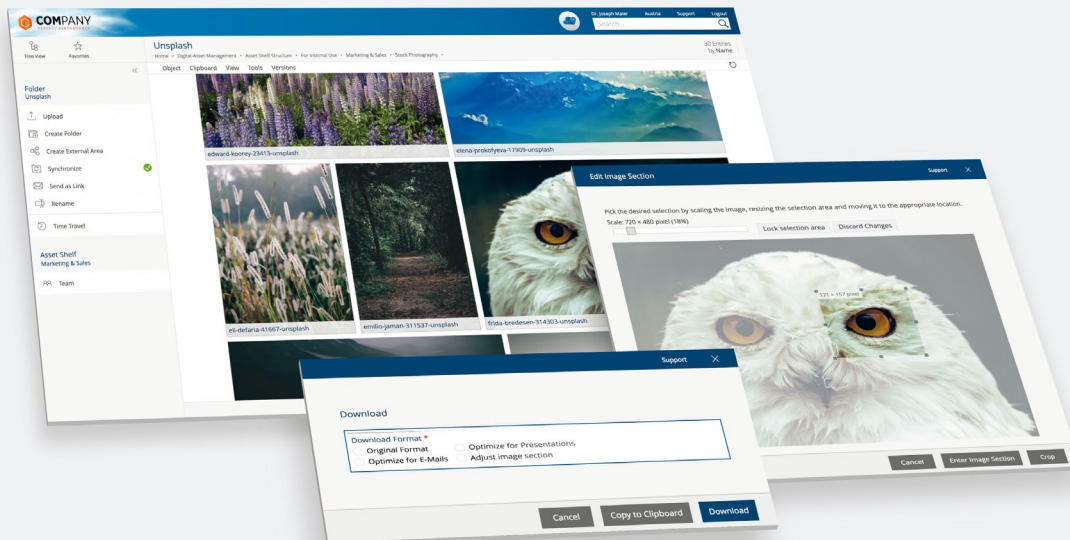 COMPANY
PERFECT PERFORMANCE
Dr. Joseph Maier Austria Support Logout
Search
Tree View Favorites
Unsplash
Home Digital Asset Management Asset Shelf Structure For Internal Use Marketing & Sales Stock Photography
30 Entries
by Name
Object Clipboard View Tools Versions
Folder
Unsplash
Upload
Create Folder
Create External Area
Synchronize
Send as Link
Rename
Time Travel
Asset Shelf
Marketing & Sales
Team
edward-koorey-23413-unsplash
elena-prokofyeva-17909-unsplash
eli-defaria-41667-unsplash
emilio-jaman-311537-unsplash
frida-bredesen-314303-unsplash
Edit Image Section
Support
Pick the desired selection by scaling the image, resizing the selection area and moving it to the appropriate location.
Scale: 720 × 480 pixel (18%)
Lock selection area Discard Changes
Cancel Enter Image Section Crop
Support
Download
Download Format *
Original Format Optimize for Presentations
Optimize for E-Mails Adjust image section
Cancel Copy to Clipboard Download